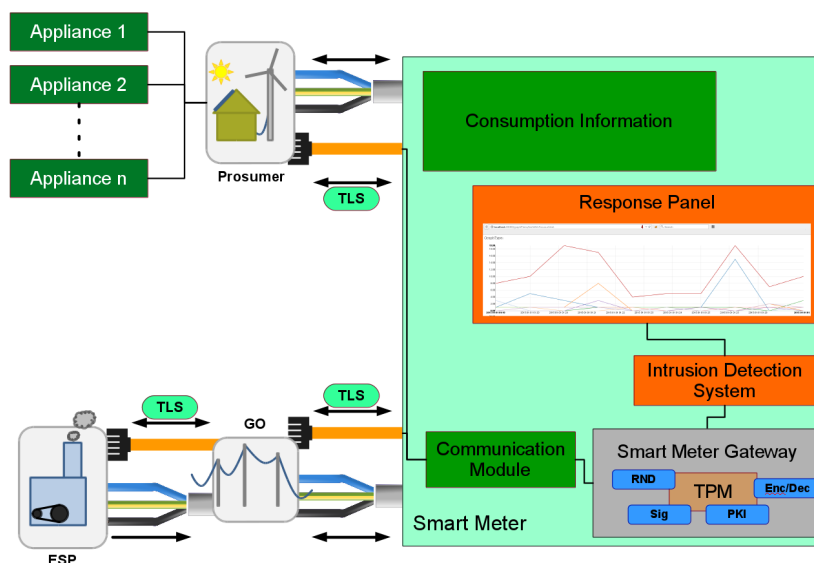 Appliance 1
Appliance 2
Appliance n
Prosumer
TLS
Consumption Information
Response Panel
Intrusion Detection
System
TLS
GO
TLS
Communication
Module
Smart Meter Gateway
RND
TPM
Enc/Dec
Sig
PKI
Smart Meter
ESP